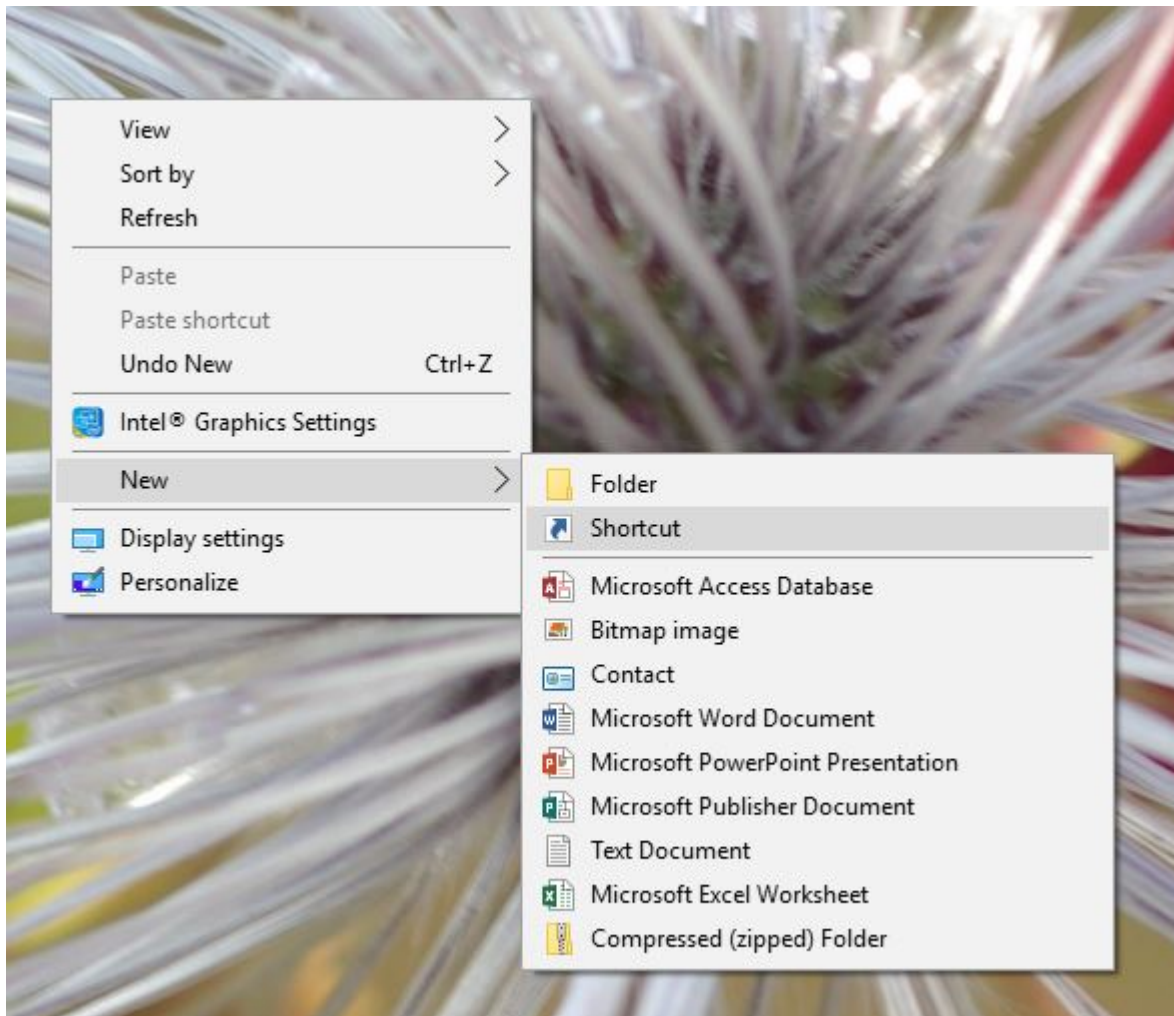 View
Sort by
Refresh
Paste
Paste shortcut
Undo New Ctrl+Z
Intel® Graphics Settings
New
Display settings
Personalize
Folder
Shortcut
Microsoft Access Database
Bitmap image
Contact
Microsoft Word Document
Microsoft PowerPoint Presentation
Microsoft Publisher Document
Text Document
Microsoft Excel Worksheet
Compressed (zipped) Folder